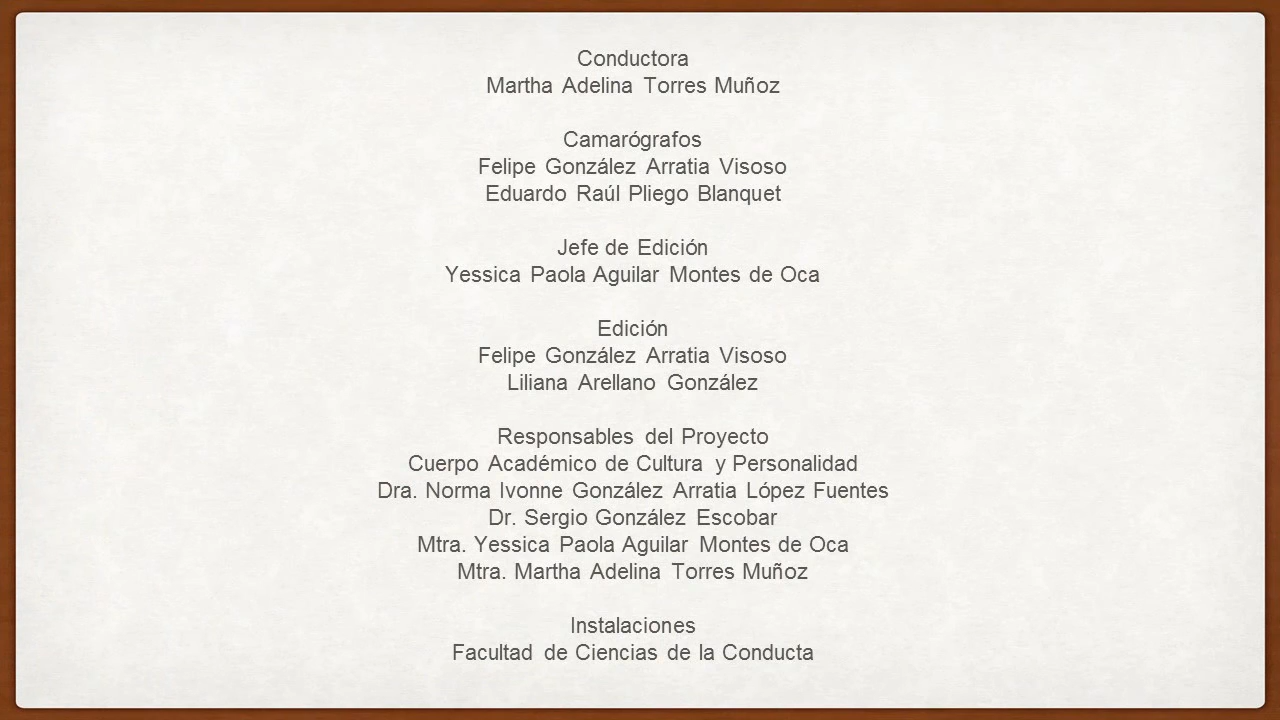 Conductora
Martha Adelina Torres Muñoz
Camarógrafos
Felipe González Arratia Visoso
Eduardo Raúl Pliego Blanquet
Jefe de Edición
Yessica Paola Aguilar Montes de Oca
Edición
Felipe González Arratia Visoso
Liliana Arellano González
Responsables del Proyecto
Cuerpo Académico de Cultura y Personalidad
Dra. Norma Ivonne González Arratia López Fuentes
Dr. Sergio González Escobar
Mtra. Yessica Paola Aguilar Montes de Oca
Mtra. Martha Adelina Torres Muñoz
Instalaciones
Facultad de Ciencias de la Conducta